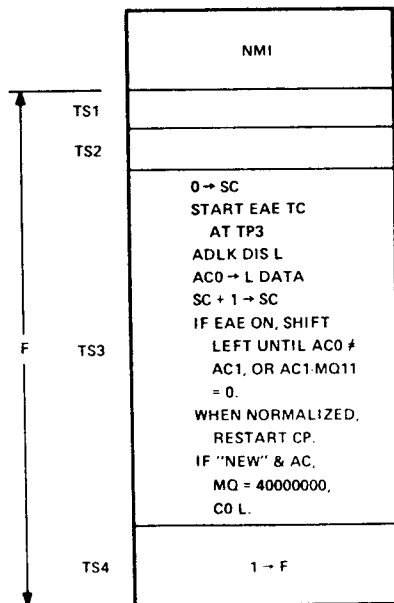 NMI
TS1
TS2
0 → SC
START EAE TC
AT TP3
ADLK DIS L
AC0 → L DATA
SC + 1 → SC
IF EAE ON, SHIFT
LEFT UNTIL AC0 ≠
AC1, OR AC1-MQ11
= 0.
WHEN NORMALIZED,
RESTART CP.
IF "NEW" & AC,
MQ = 40000000,
C0 L.
F
TS3
TS4
1 → F